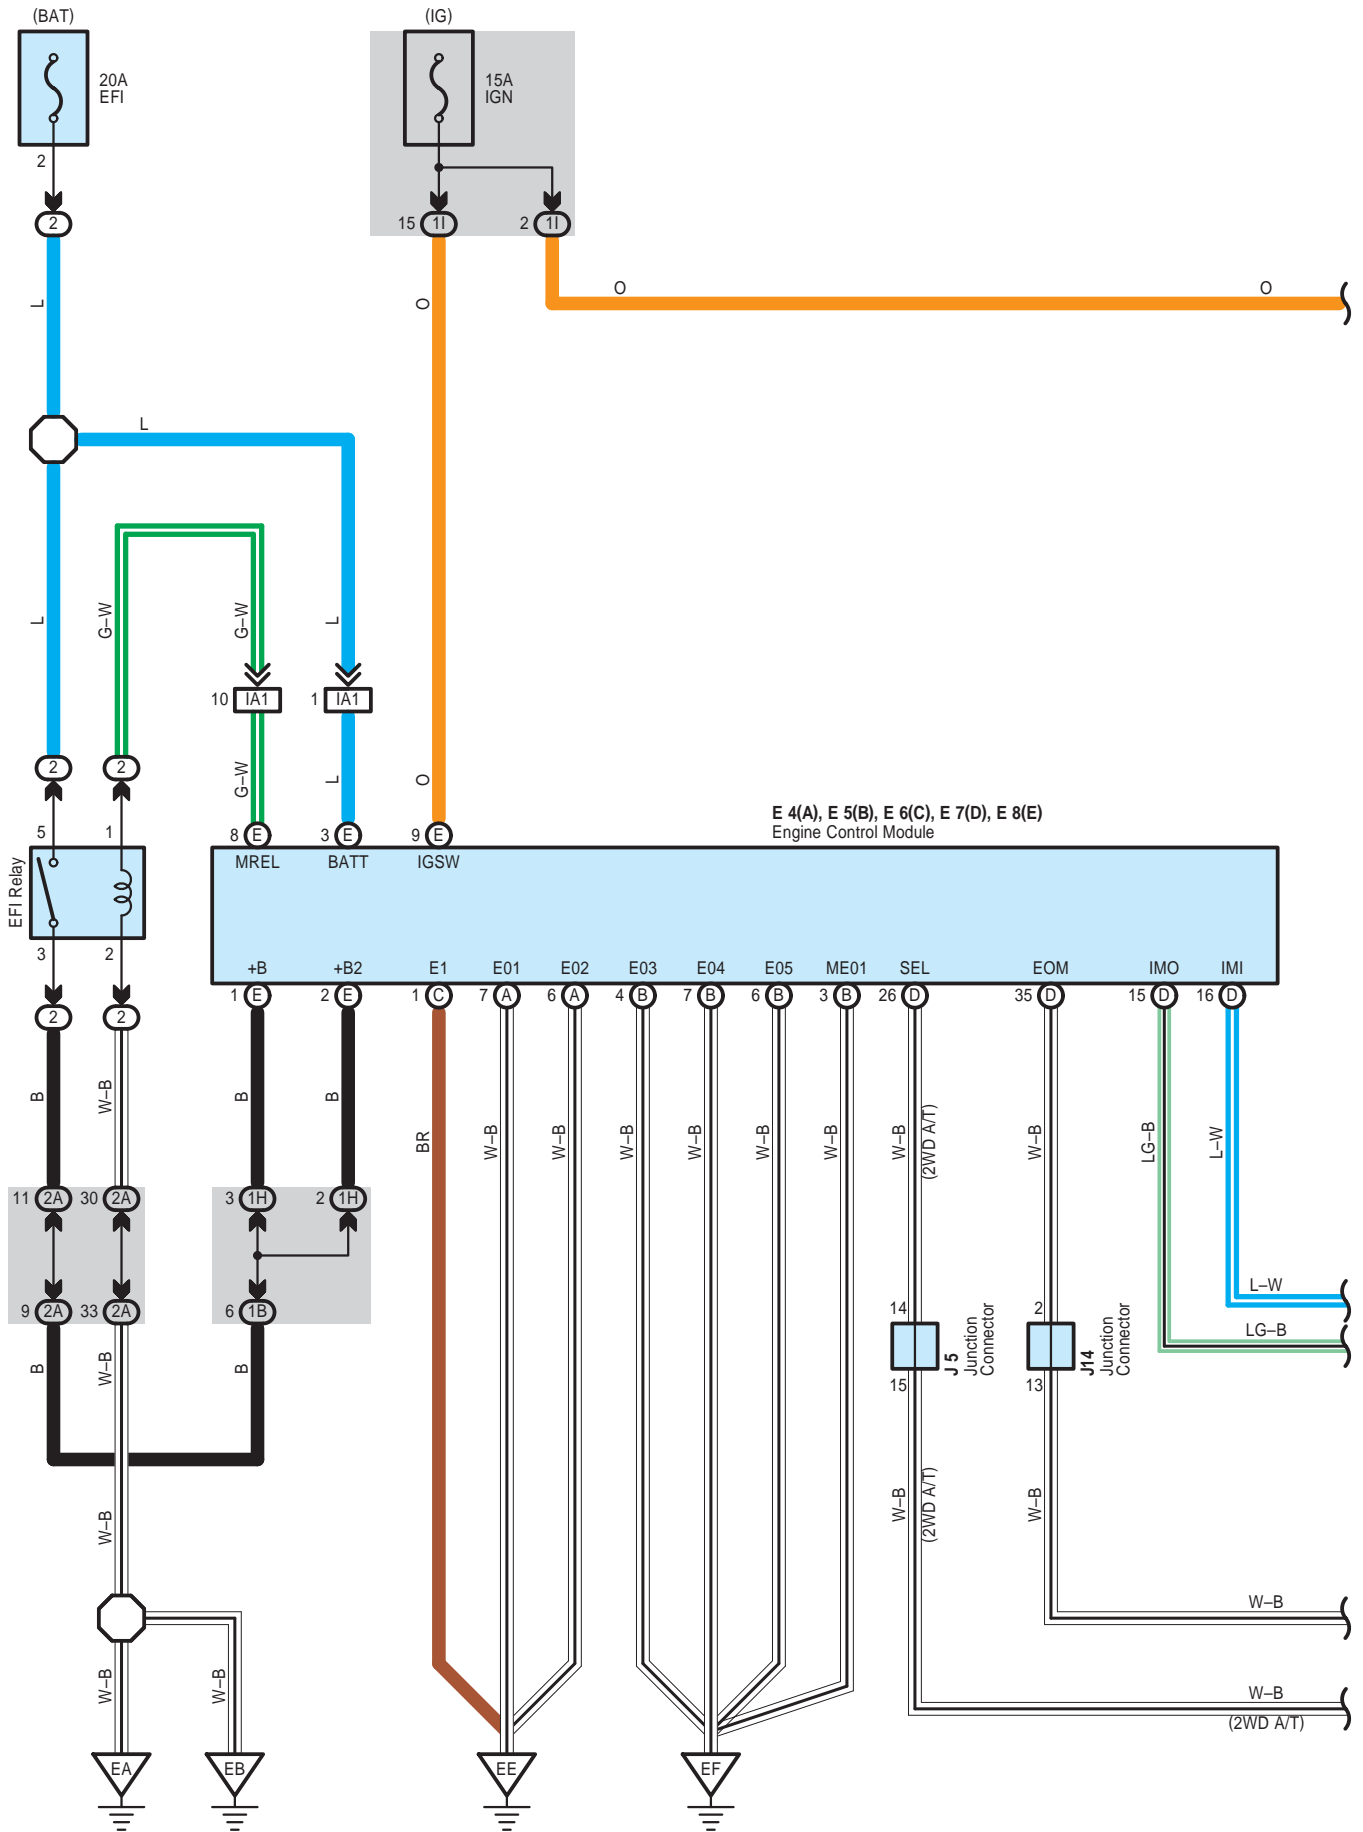 (BAT)
(IG)
20A
EFI
15A
IGN
2
2
15 1I
2 1I
L
O
O
O
L
L
G–W
G–W
L
10 IA1
1 IA1
G–W
L
O
2
2
E 4(A), E 5(B), E 6(C), E 7(D), E 8(E)
Engine Control Module
5
1
8 E
3 E
9 E
MREL
BATT
IGSW
EFI Relay
3
2
+B
+B2
E1
E01
E02
E03
E04
E05
ME01
SEL
EOM
IMO
IMI
1 E
2 E
1 C
7 A
6 A
4 B
7 B
6 B
3 B
26 D
35 D
15 D
16 D
2
2
B
W–B
B
B
BR
W–B
W–B
W–B
W–B
W–B
W–B
W–B
(2WD A/T)
W–B
LG–B
L–W
11 2A
30 2A
3 1H
2 1H
9 2A
33 2A
6 1B
L–W
LG–B
14
2
J 5
Junction
Connector
J14
Junction
Connector
15
13
B
W–B
B
W–B
W–B
(2WD A/T)
W–B
W–B
W–B
W–B
W–B
(2WD A/T)
EA
EB
EE
EF